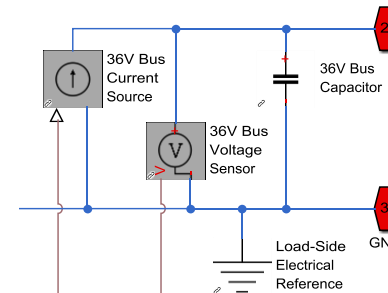 2
36V Bus
Current
Source
36V Bus
Capacitor
36V Bus
Voltage
Sensor
V
3
GN
Load-Side
Electrical
Reference